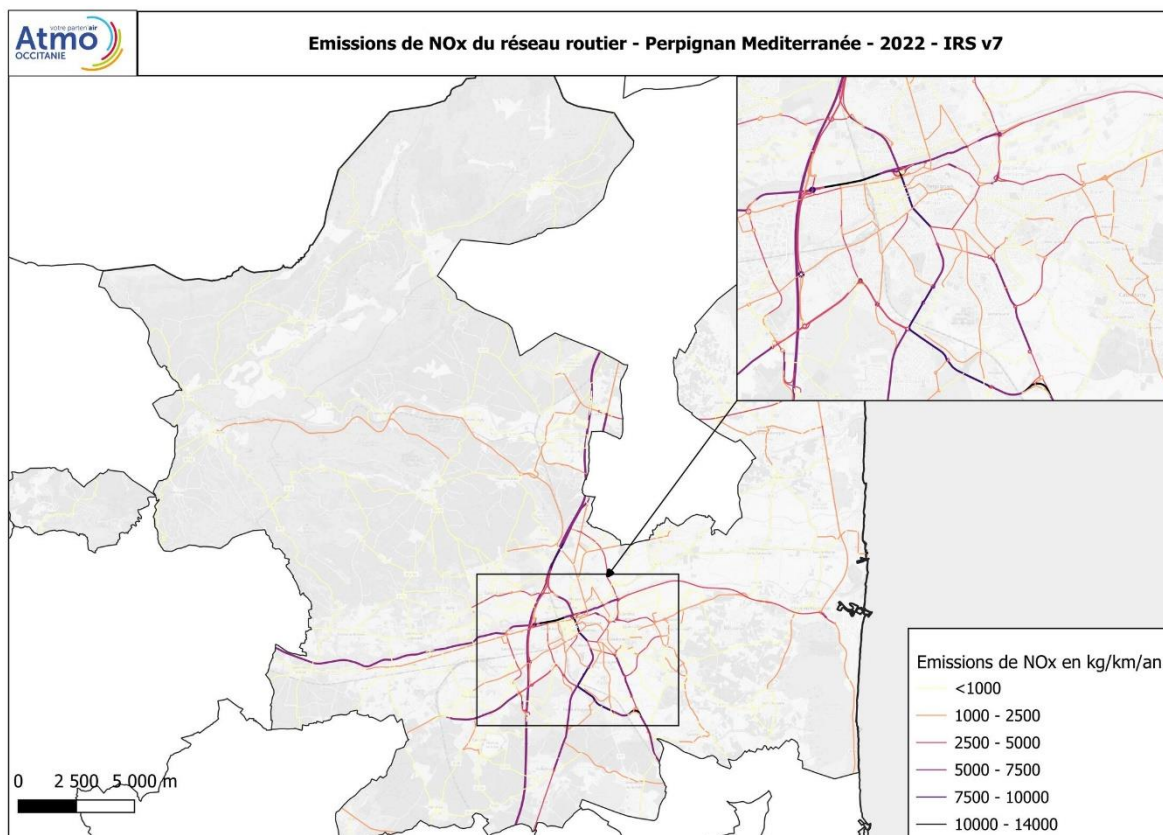 votre parten'air
Atmo
OCCITANIE
Emissions de NOx du réseau routier - Perpignan Mediterranée - 2022 - IRS v7
Emissions de NOx en kg/km/an
<1000
1000 - 2500
2500 - 5000
5000 - 7500
7500 - 10000
10000 - 14000
0 2 500 5 000 m